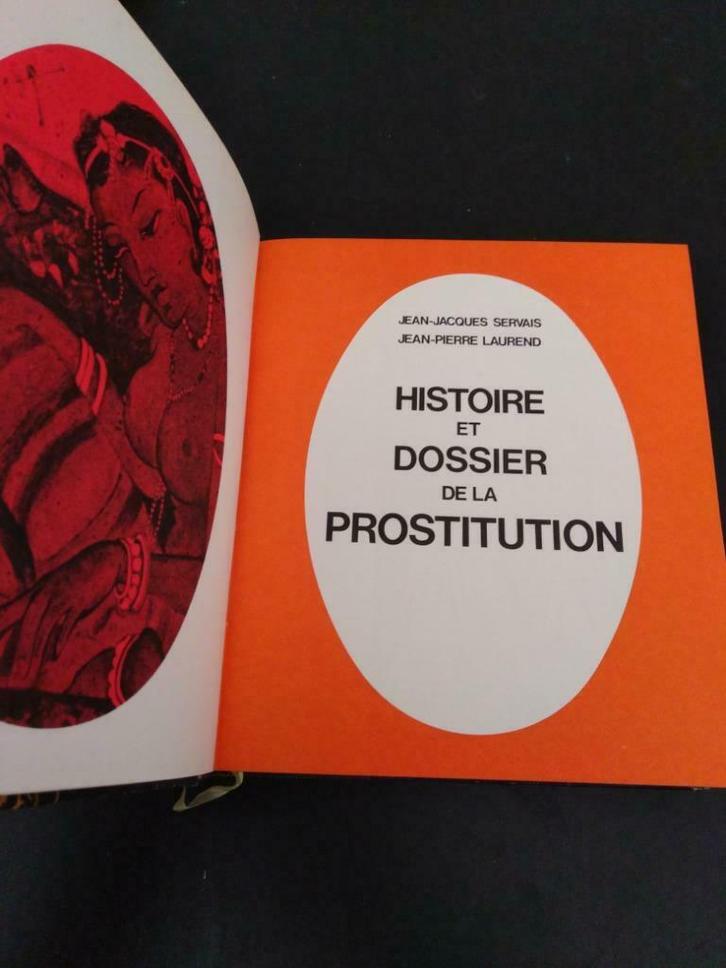 JEAN-JACQUES SERVAIS
JEAN-PIERRE LAUREND
HISTOIRE
ET
DOSSIER
DE LA
PROSTITUTION